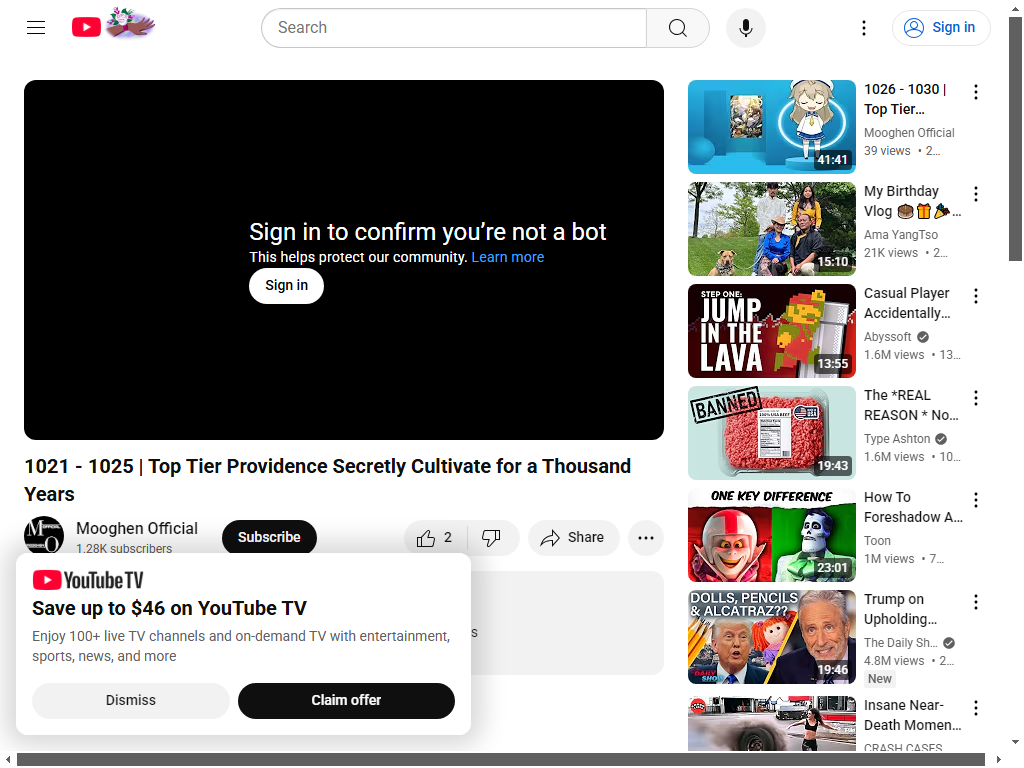 Search
Sign in
Sign in to confirm you’re not a bot
This helps protect our community. Learn more
Sign in
1021 - 1025 | Top Tier Providence Secretly Cultivate for a Thousand
Years
Mooghen Official
1.28K subscribers
Subscribe
2
Share
s
YouTube TV
Save up to $46 on YouTube TV
Enjoy 100+ live TV channels and on-demand TV with entertainment,
sports, news, and more
Dismiss
Claim offer
41:41
1026 - 1030 |
Top Tier…
Mooghen Official
39 views • 2…
15:10
My Birthday
Vlog 🎂🎁🎉…
Ama YangTso
21K views • 2…
STEP ONE:
JUMP
IN THE
LAVA
13:55
Casual Player
Accidentally…
Abyssoft
1.6M views • 13…
BANNED
19:43
The *REAL
REASON * No…
Type Ashton
1.6M views • 10…
ONE KEY DIFFERENCE
23:01
How To
Foreshadow A…
Toon
1M views • 7…
DOLLS, PENCILS
& ALCATRAZ??
19:46
Trump on
Upholding…
The Daily Sh…
4.8M views • 2…
New
Insane Near-
Death Momen…
CRASH CASES